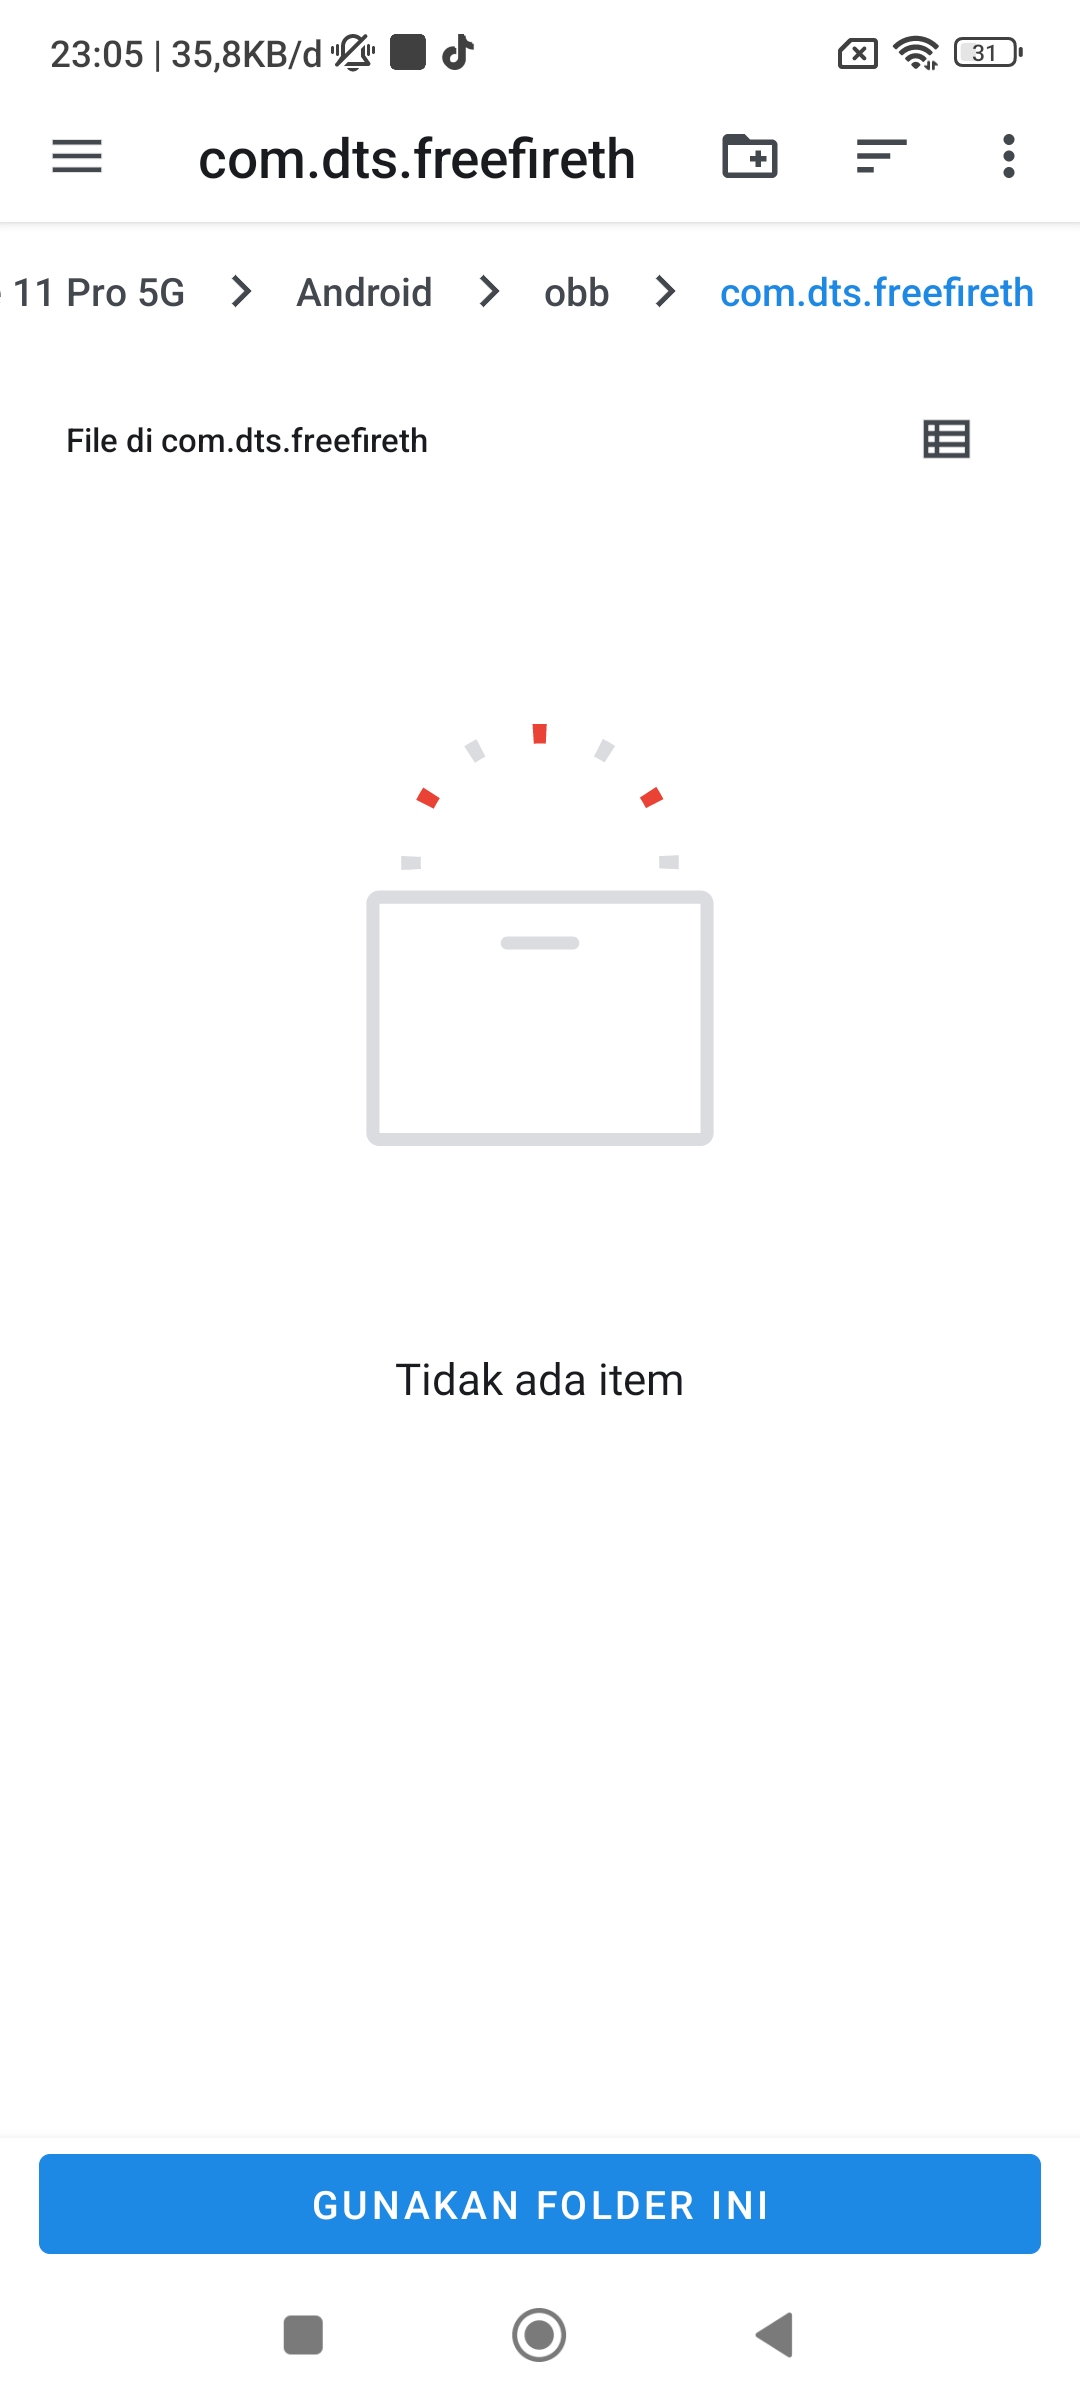 23:05 | 35,8KB/d
31
com.dts.freefireth
11 Pro 5G > Android > obb > com.dts.freefireth
File di com.dts.freefireth
Tidak ada item
GUNAKAN FOLDER INI